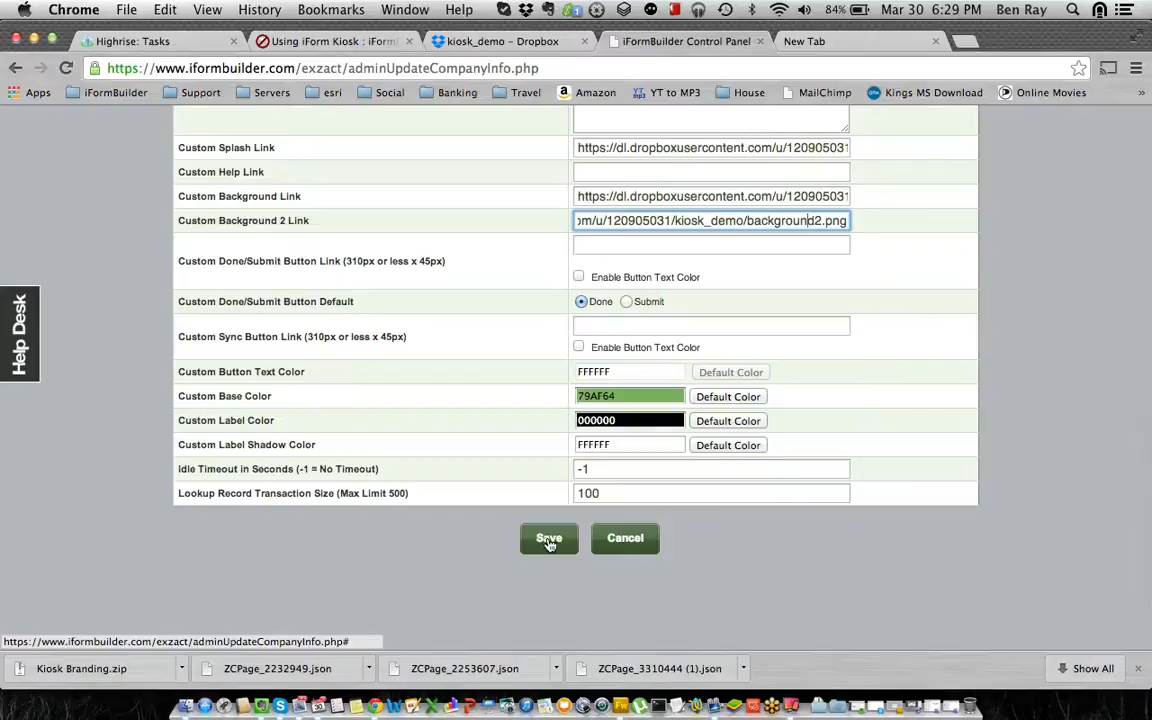 Chrome File Edit View History Bookmarks Window Help 84% Mar 30 6:29 PM Ben Ray
Highrise: Tasks Using iForm Kiosk : iForm kiosk_demo – Dropbox iFormBuilder Control Panel New Tab
https://www.iformbuilder.com/exzact/adminUpdateCompanyInfo.php
Apps iFormBuilder Support Servers esri Social Banking Travel Amazon YT to MP3 House MailChimp Kings MS Download Online Movies
Custom Splash Link https://dl.dropboxusercontent.com/u/120905031
Custom Help Link
Custom Background Link https://dl.dropboxusercontent.com/u/120905031
Custom Background 2 Link om/u/120905031/kiosk_demo/background2.png
Custom Done/Submit Button Link (310px or less x 45px)
Enable Button Text Color
Custom Done/Submit Button Default Done Submit
Custom Sync Button Link (310px or less x 45px)
Enable Button Text Color
Custom Button Text Color FFFFFF Default Color
Custom Base Color 79AF64 Default Color
Custom Label Color 000000 Default Color
Custom Label Shadow Color FFFFFF Default Color
Idle Timeout in Seconds (-1 = No Timeout) -1
Lookup Record Transaction Size (Max Limit 500) 100
Save Cancel
Help Desk
https://www.iformbuilder.com/exzact/adminUpdateCompanyInfo.php#
Kiosk Branding.zip ZCPage_2232949.json ZCPage_2253607.json ZCPage_3310444 (1).json Show All